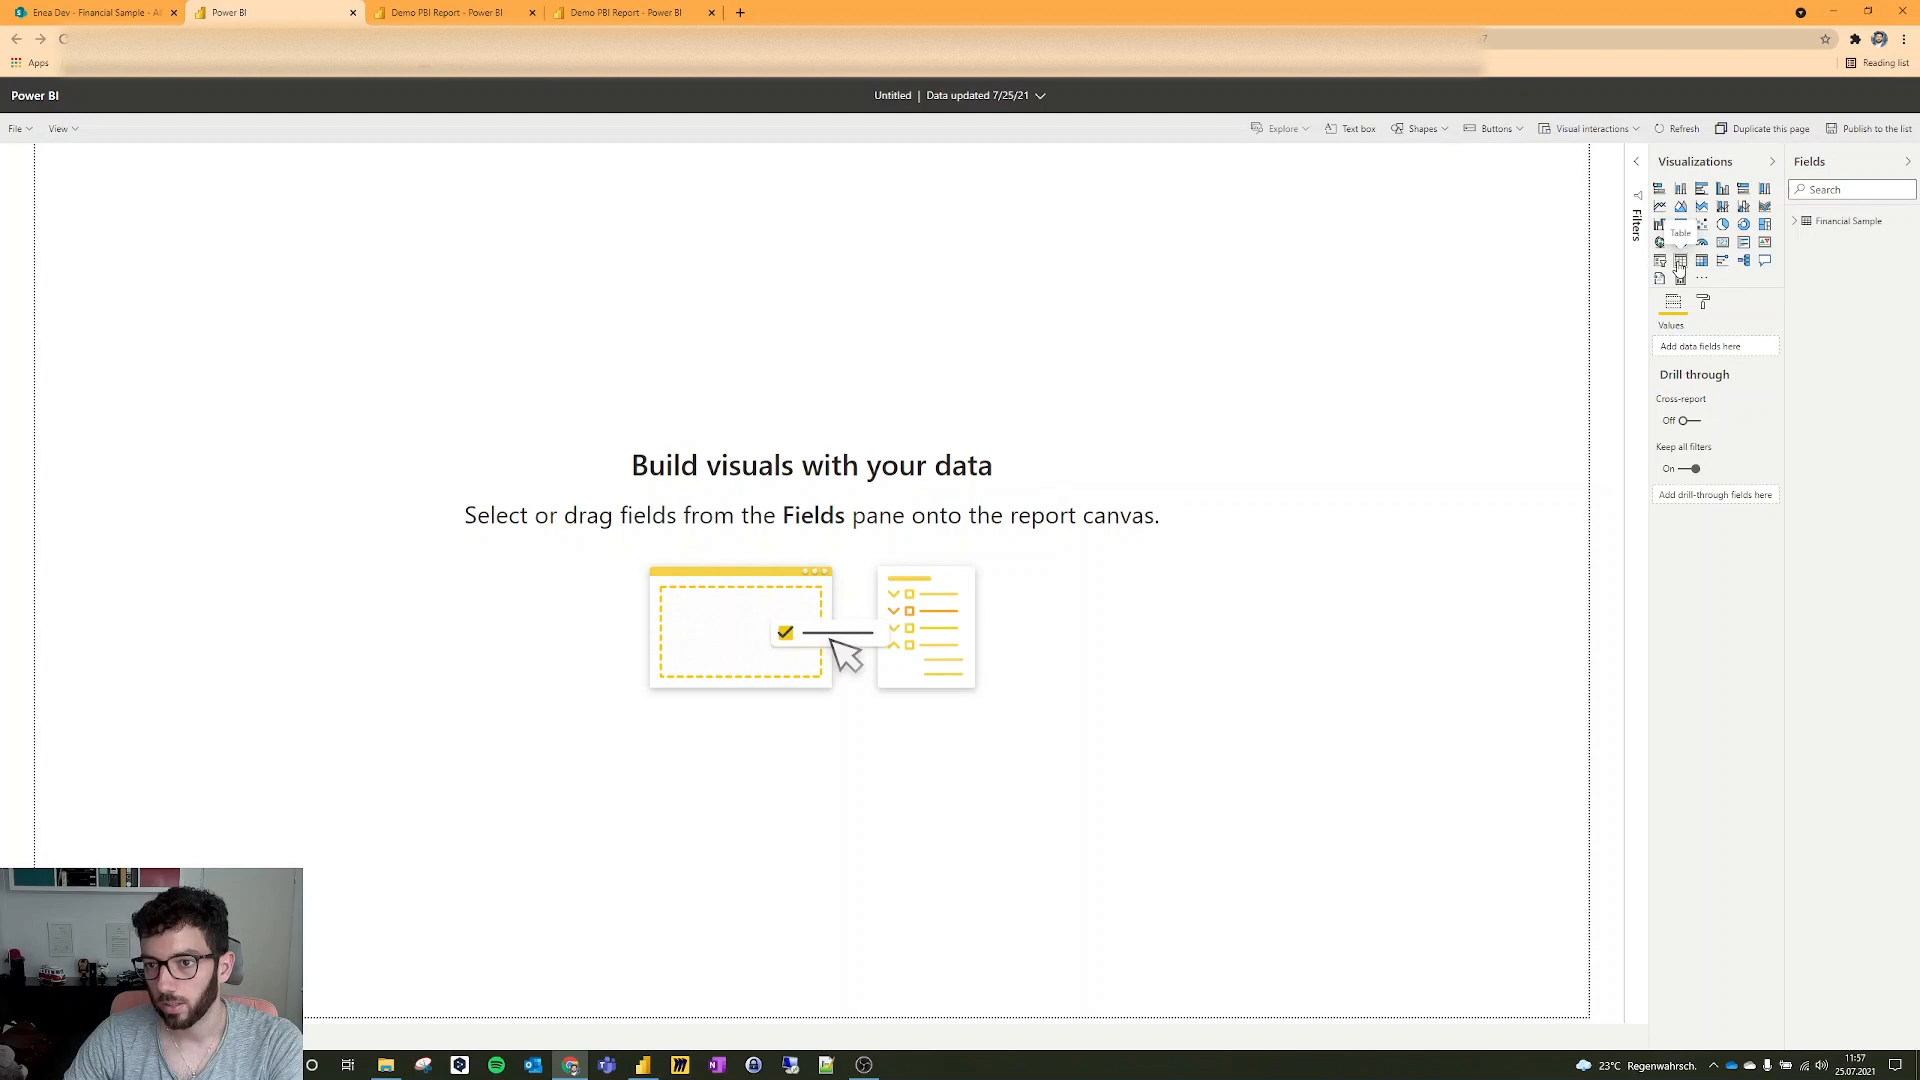 Enea Dev - Financial Sample - Al
Power BI
Demo PBI Report - Power BI
Demo PBI Report - Power BI
Apps
Reading list
Power BI
Untitled | Data updated 7/25/21
File
View
Explore
Text box
Shapes
Buttons
Visual interactions
Refresh
Duplicate this page
Publish to the list
Filters
Visualizations
Table
Values
Add data fields here
Drill through
Cross-report
Off
Keep all filters
On
Add drill-through fields here
Fields
Search
Financial Sample
Build visuals with your data
Select or drag fields from the Fields pane onto the report canvas.
23°C Regenwahrsch.
11:57
25.07.2021